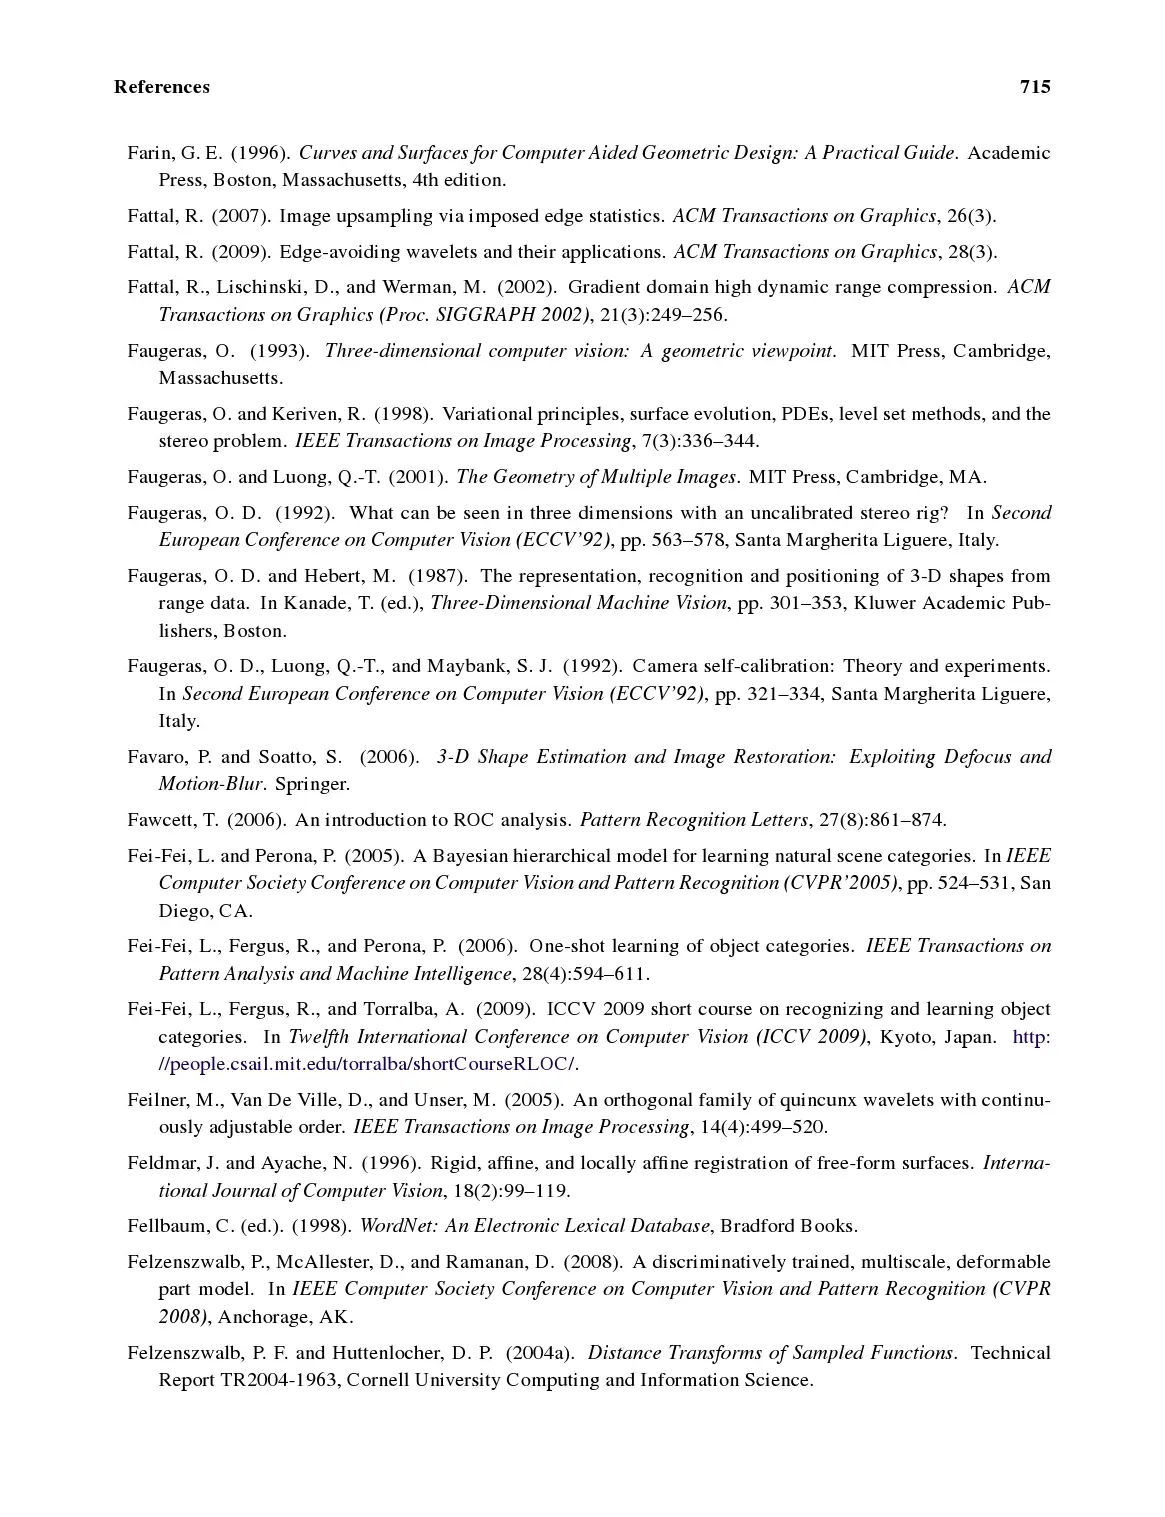 References 715
Farin, G. E. (1996). Curves and Surfaces for Computer Aided Geometric Design: A Practical Guide. Academic
Press, Boston, Massachusetts, 4th edition.
Fattal, R. (2007). Image upsampling via imposed edge statistics. ACM Transactions on Graphics, 26(3).
Fattal, R. (2009). Edge-avoiding wavelets and their applications. ACM Transactions on Graphics, 28(3).
Fattal, R., Lischinski, D., and Werman, M. (2002). Gradient domain high dynamic range compression. ACM
Transactions on Graphics (Proc. SIGGRAPH 2002), 21(3):249–256.
Faugeras, O. (1993). Three-dimensional computer vision: A geometric viewpoint. MIT Press, Cambridge,
Massachusetts.
Faugeras, O. and Keriven, R. (1998). Variational principles, surface evolution, PDEs, level set methods, and the
stereo problem. IEEE Transactions on Image Processing, 7(3):336–344.
Faugeras, O. and Luong, Q.-T. (2001). The Geometry of Multiple Images. MIT Press, Cambridge, MA.
Faugeras, O. D. (1992). What can be seen in three dimensions with an uncalibrated stereo rig? In Second
European Conference on Computer Vision (ECCV'92), pp. 563–578, Santa Margherita Liguere, Italy.
Faugeras, O. D. and Hebert, M. (1987). The representation, recognition and positioning of 3-D shapes from
range data. In Kanade, T. (ed.), Three-Dimensional Machine Vision, pp. 301–353, Kluwer Academic Pub-
lishers, Boston.
Faugeras, O. D., Luong, Q.-T., and Maybank, S. J. (1992). Camera self-calibration: Theory and experiments.
In Second European Conference on Computer Vision (ECCV'92), pp. 321–334, Santa Margherita Liguere,
Italy.
Favaro, P. and Soatto, S. (2006). 3-D Shape Estimation and Image Restoration: Exploiting Defocus and
Motion-Blur. Springer.
Fawcett, T. (2006). An introduction to ROC analysis. Pattern Recognition Letters, 27(8):861–874.
Fei-Fei, L. and Perona, P. (2005). A Bayesian hierarchical model for learning natural scene categories. In IEEE
Computer Society Conference on Computer Vision and Pattern Recognition (CVPR'2005), pp. 524–531, San
Diego, CA.
Fei-Fei, L., Fergus, R., and Perona, P. (2006). One-shot learning of object categories. IEEE Transactions on
Pattern Analysis and Machine Intelligence, 28(4):594–611.
Fei-Fei, L., Fergus, R., and Torralba, A. (2009). ICCV 2009 short course on recognizing and learning object
categories. In Twelfth International Conference on Computer Vision (ICCV 2009), Kyoto, Japan. http:
//people.csail.mit.edu/torralba/shortCourseRLOC/.
Feilner, M., Van De Ville, D., and Unser, M. (2005). An orthogonal family of quincunx wavelets with continu-
ously adjustable order. IEEE Transactions on Image Processing, 14(4):499–520.
Feldmar, J. and Ayache, N. (1996). Rigid, affine, and locally affine registration of free-form surfaces. Interna-
tional Journal of Computer Vision, 18(2):99–119.
Fellbaum, C. (ed.). (1998). WordNet: An Electronic Lexical Database, Bradford Books.
Felzenszwalb, P., McAllester, D., and Ramanan, D. (2008). A discriminatively trained, multiscale, deformable
part model. In IEEE Computer Society Conference on Computer Vision and Pattern Recognition (CVPR
2008), Anchorage, AK.
Felzenszwalb, P. F. and Huttenlocher, D. P. (2004a). Distance Transforms of Sampled Functions. Technical
Report TR2004-1963, Cornell University Computing and Information Science.